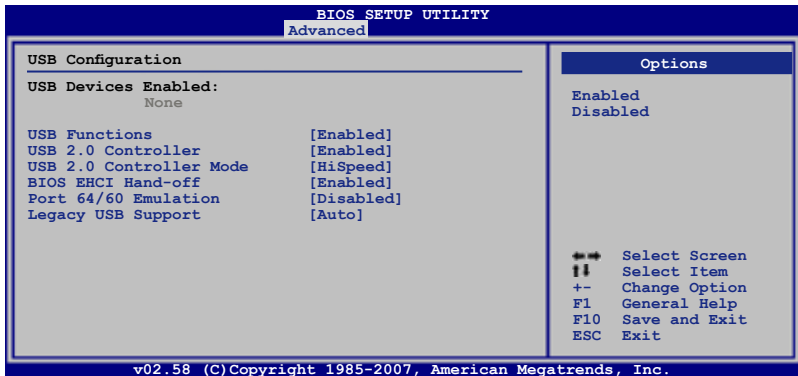 BIOS SETUP UTILITY
Advanced
USB Configuration
USB Devices Enabled:
None
USB Functions [Enabled]
USB 2.0 Controller [Enabled]
USB 2.0 Controller Mode [HiSpeed]
BIOS EHCI Hand-off [Enabled]
Port 64/60 Emulation [Disabled]
Legacy USB Support [Auto]
Options
Enabled
Disabled
←→ Select Screen
↑↓ Select Item
+- Change Option
F1 General Help
F10 Save and Exit
ESC Exit
v02.58 (C)Copyright 1985-2007, American Megatrends, Inc.